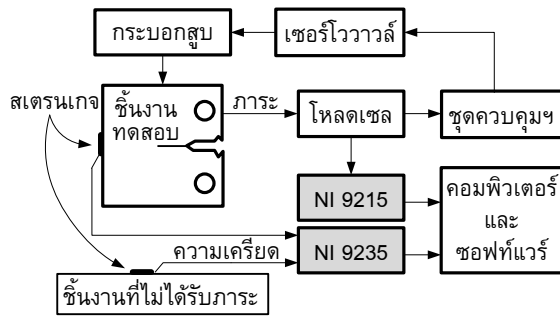 กระบอกสูบ
เซอร์โววาวล์
สเตรนเกจ
ชิ้นงาน
ทดสอบ
ภาระ
โหลดเซล
ชุดควบคุมฯ
NI 9215
คอมพิวเตอร์
และ
ซอฟท์แวร์
NI 9235
ความเครียด
ชิ้นงานที่ไม่ได้รับภาระ